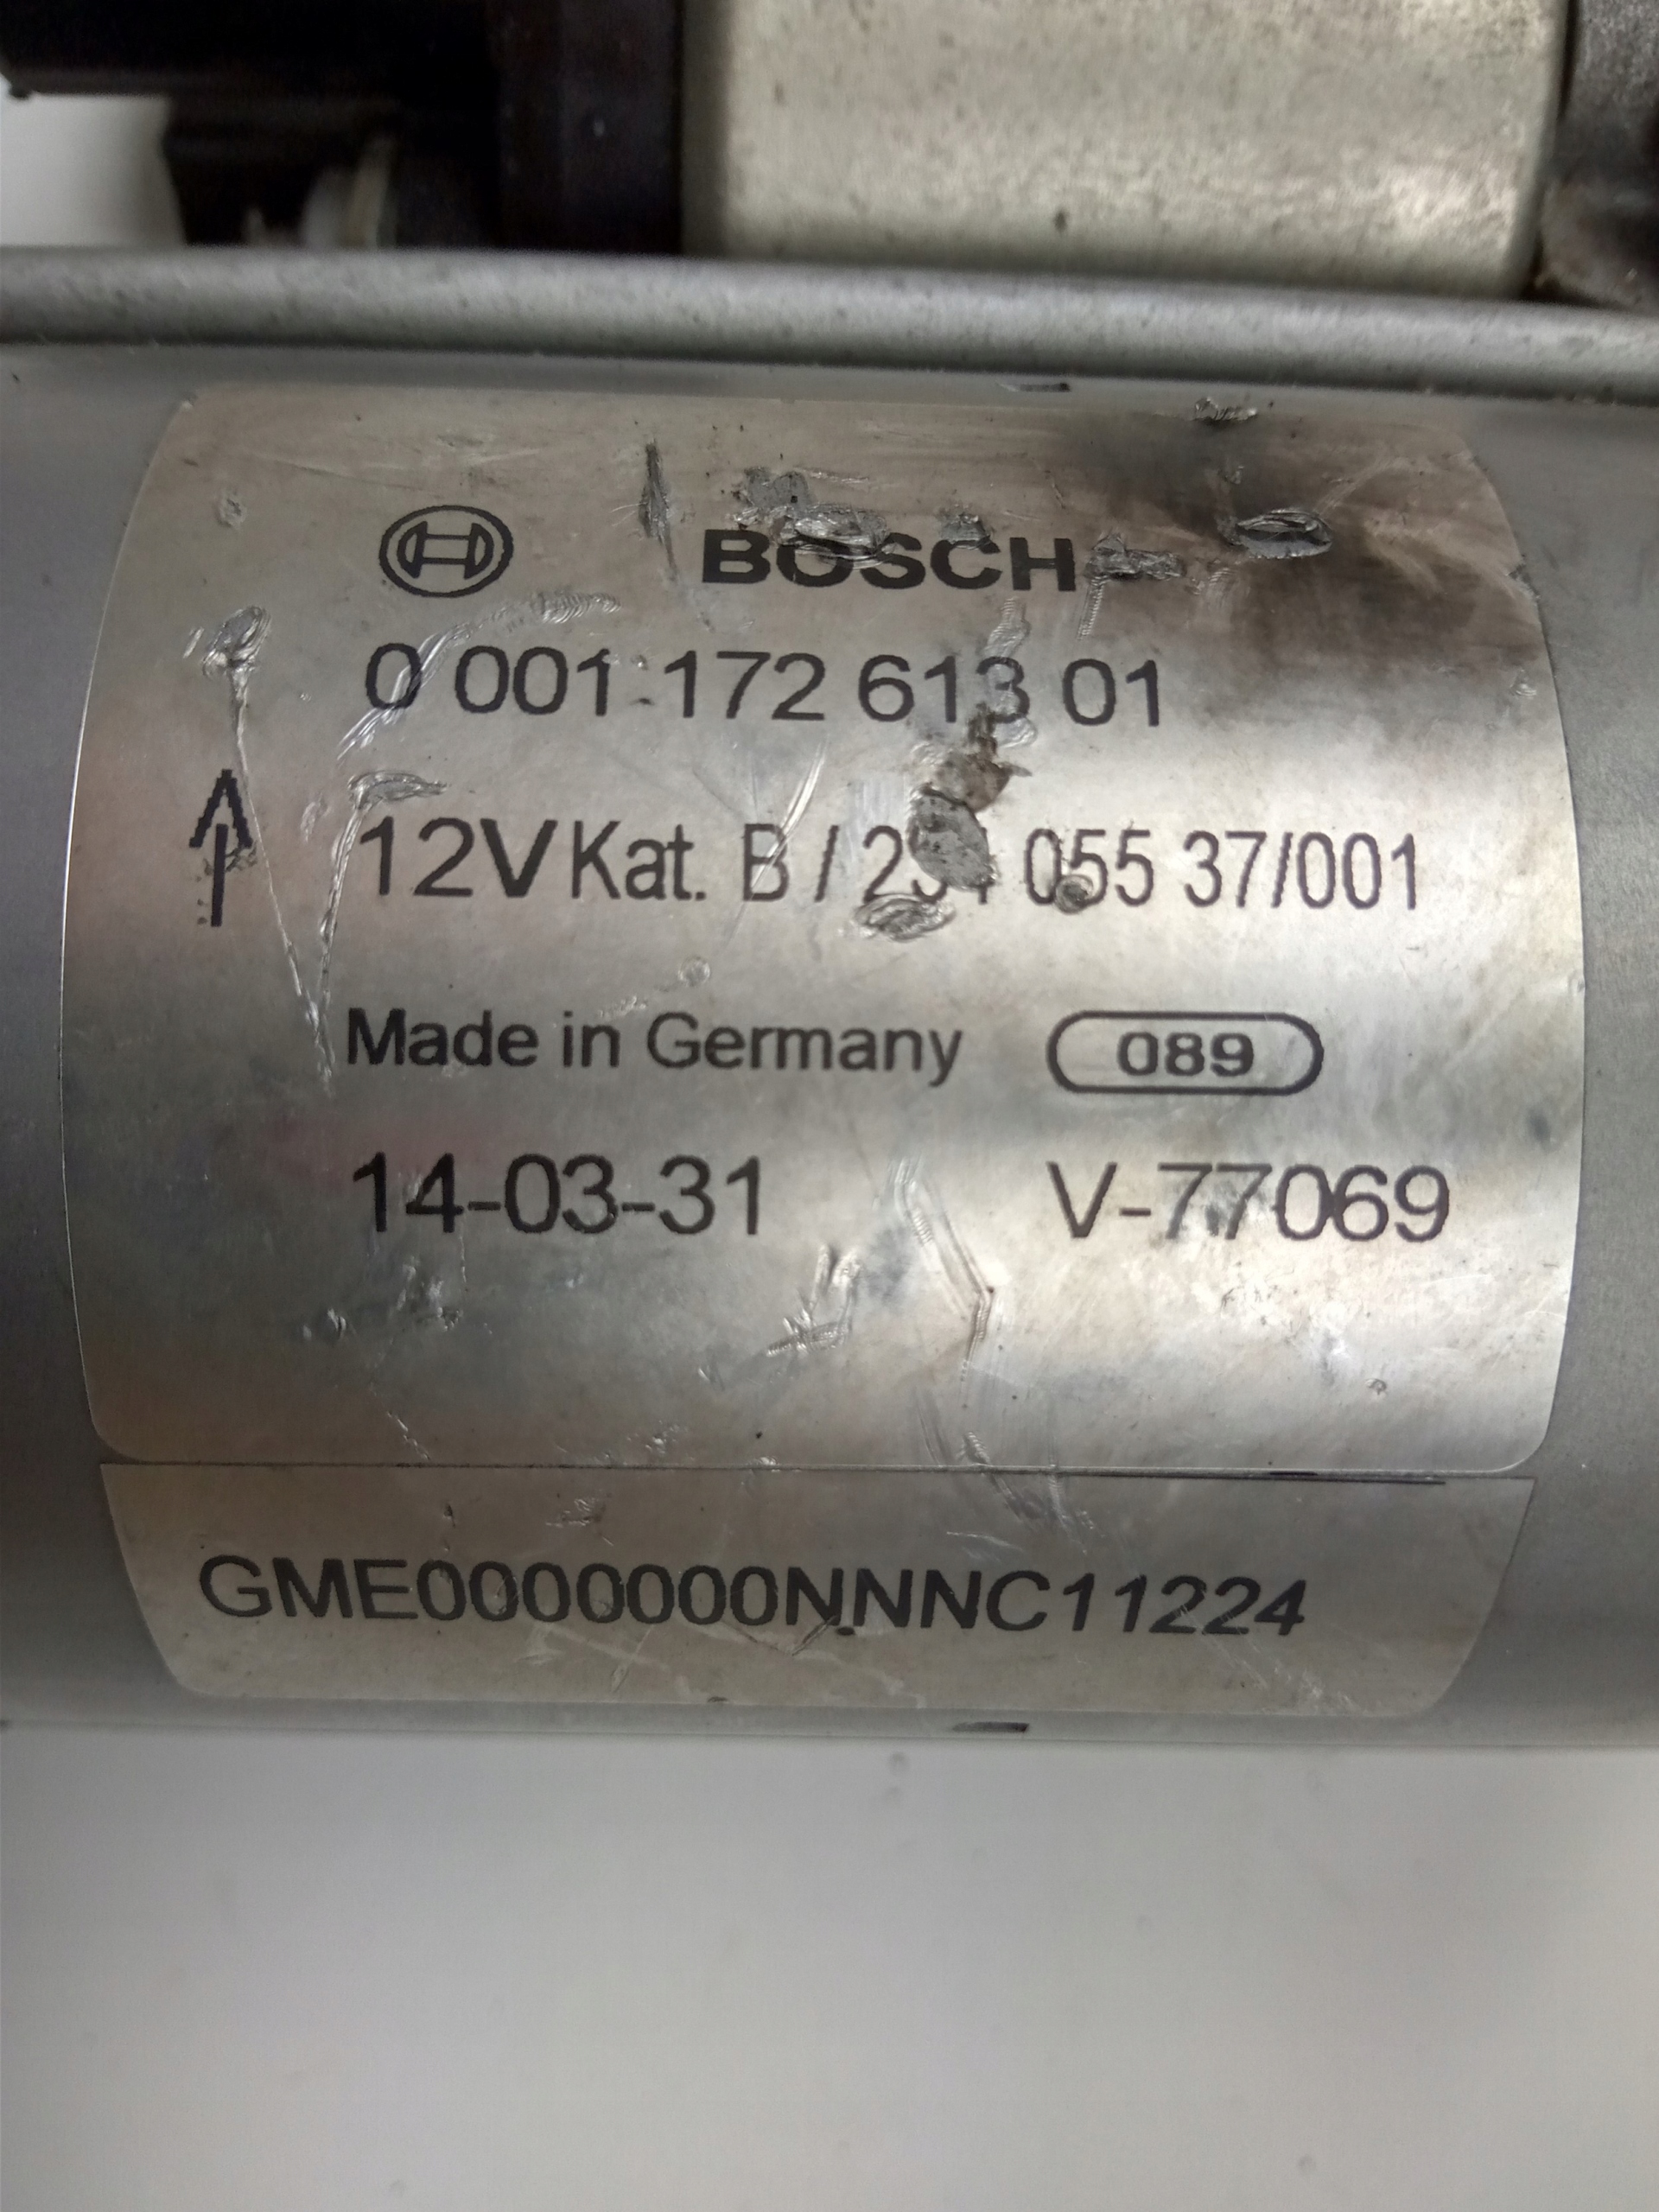 BOSCH
0 001 172 613 01
12V Kat. B / 055 37/001
Made in Germany 089
14-03-31 V-77069
GME0000000NNNC11224